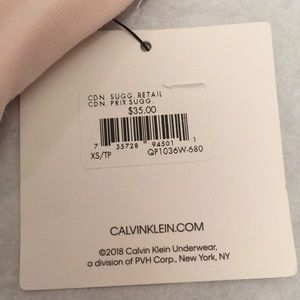 CDN. SUGG. RETAIL
CDN. PRIX SUGG.
$35.00
7 35728 94501 1
XS/TP QP1036W-680
CALVINKLEIN.COM
©2018 Calvin Klein Underwear,
a division of PVH Corp., New York, NY